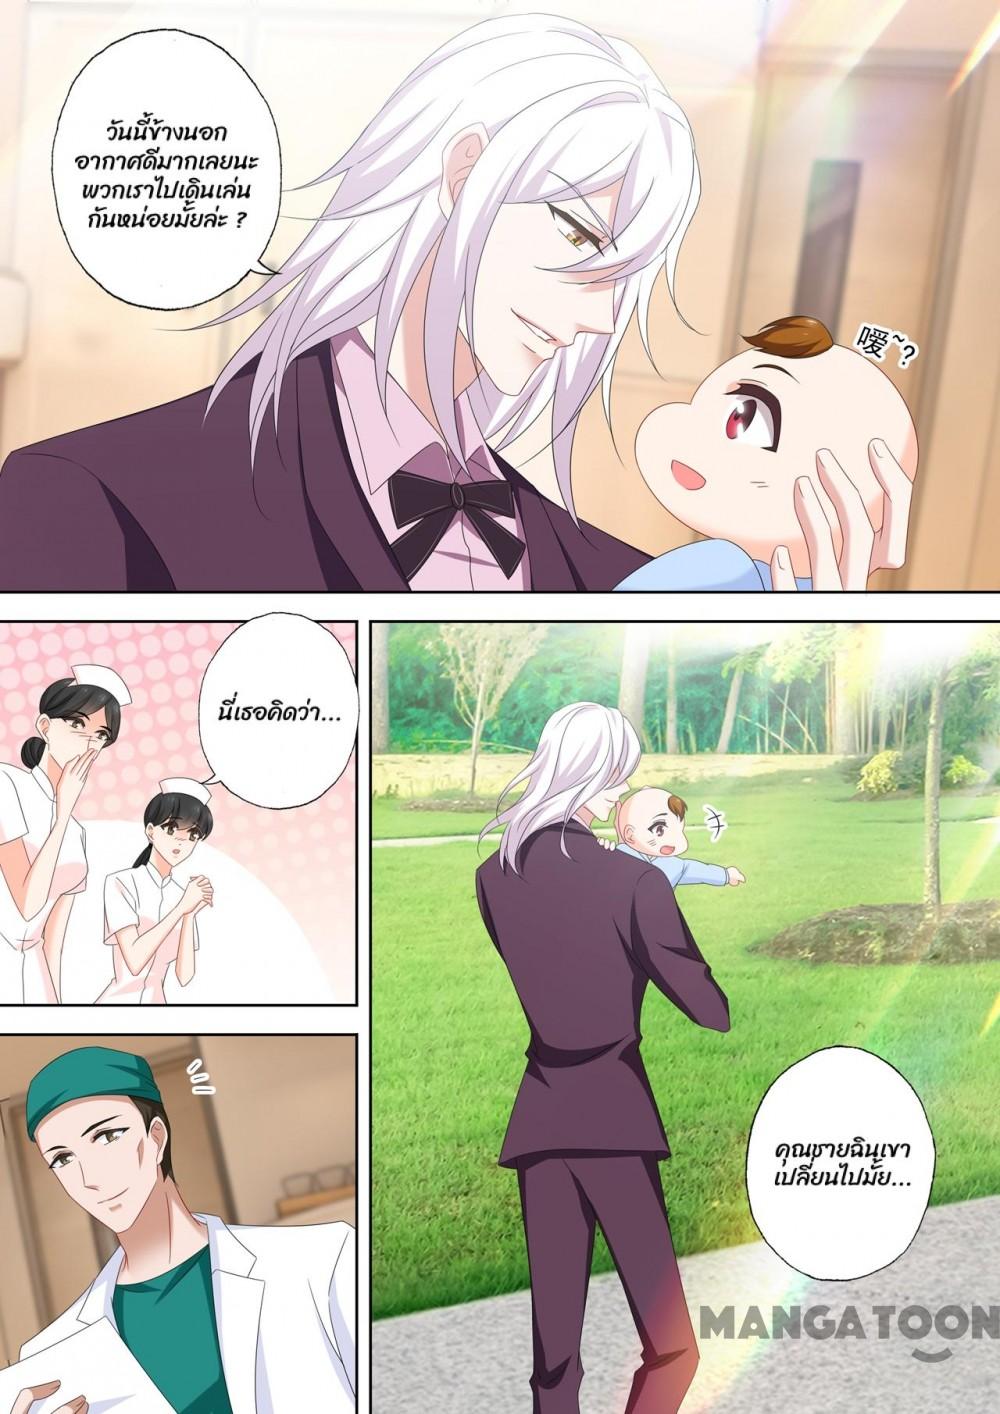 วันนี้ข้างนอก
อากาศดีมากเลยนะ
พวกเราไปเดินเล่น
กันหน่อยมั้ยล่ะ ?
嗳~?
นี่เธอคิดว่า...
คุณชายฉินเขา
เปลี่ยนไปมั้ย...
MANGATOON